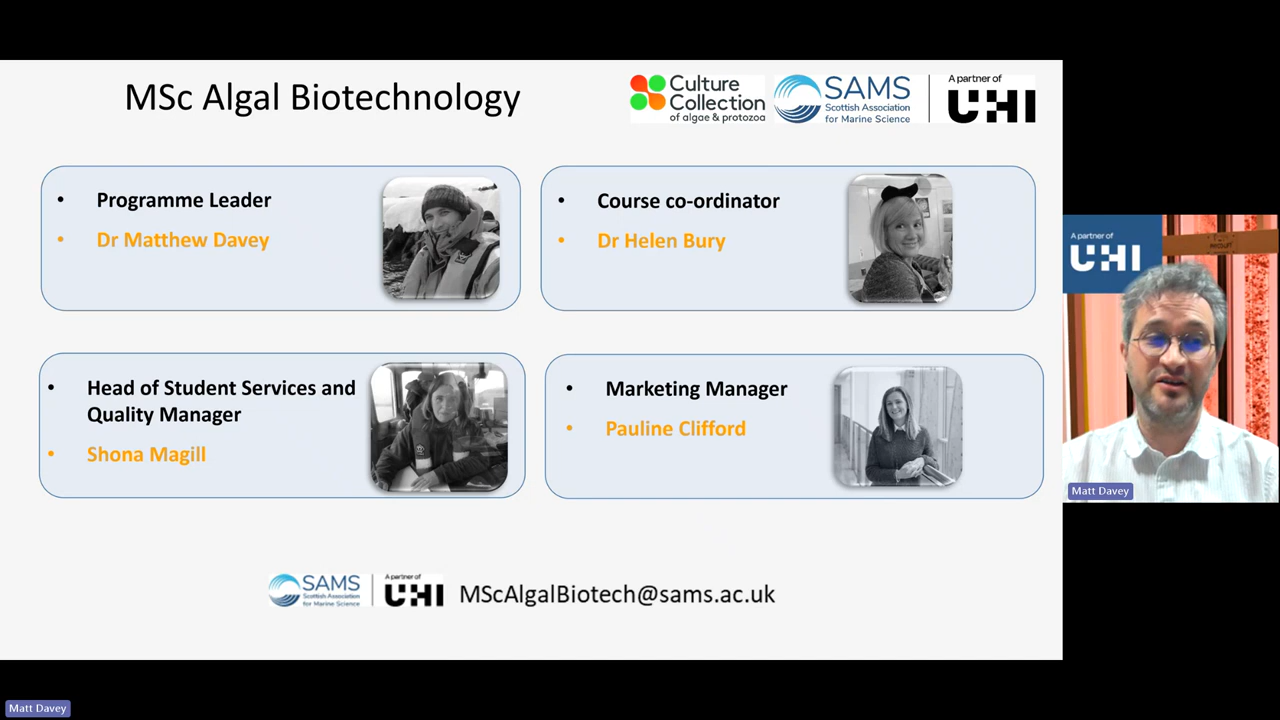 MSc Algal Biotechnology
Culture
Collection
of algae & protozoa
SAMS
Scottish Association
for Marine Science
A partner of
UHI
• Programme Leader
• Dr Matthew Davey
• Course co-ordinator
• Dr Helen Bury
• Head of Student Services and
Quality Manager
• Shona Magill
• Marketing Manager
• Pauline Clifford
SAMS
Scottish Association
for Marine Science
A partner of
UHI
MScAlgalBiotech@sams.ac.uk
A partner of
UHI
Matt Davey
Matt Davey